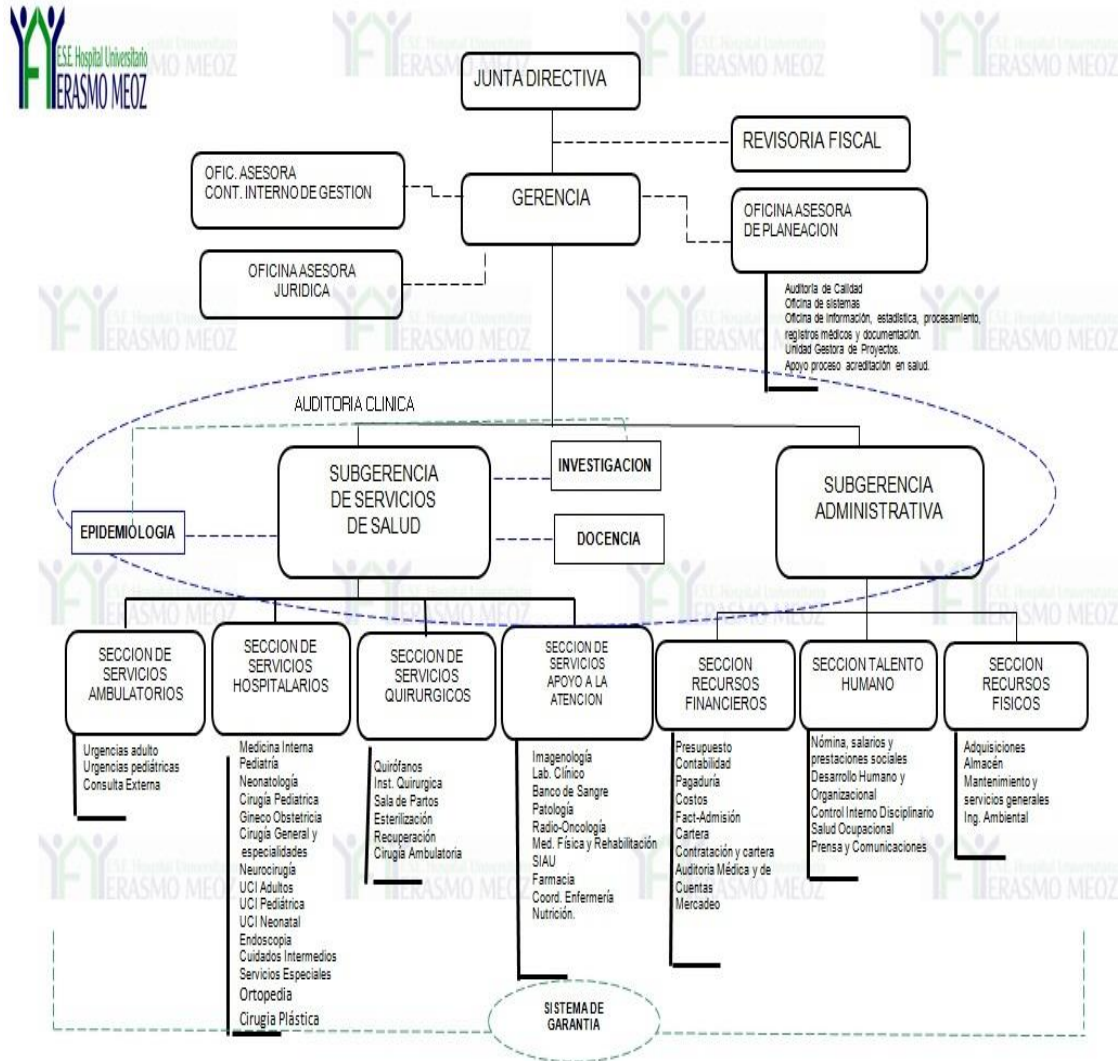 E.S.E. Hospital Universitario
ERASMO MEOZ
JUNTA DIRECTIVA
REVISORIA FISCAL
OFIC. ASESORA
CONT. INTERNO DE GESTION
GERENCIA
OFICINA ASESORA
DE PLANEACION
OFICINA ASESORA
JURIDICA
Auditoría de Calidad
Oficina de sistemas
Oficina de información, estadística, procesamiento,
registros médicos y documentación.
Unidad Gestora de Proyectos.
Apoyo proceso acreditación en salud.
AUDITORIA CLINICA
SUBGERENCIA
DE SERVICIOS
DE SALUD
INVESTIGACION
DOCENCIA
EPIDEMIOLOGIA
SUBGERENCIA
ADMINISTRATIVA
SECCION DE
SERVICIOS
AMBULATORIOS
Urgencias adulto
Urgencias pediátricas
Consulta Externa
SECCION DE
SERVICIOS
HOSPITALARIOS
Medicina Interna
Pediatría
Neonatología
Cirugía Pediatrica
Gineco Obstetricia
Cirugía General y
especialidades
Neurocirugía
UCI Adultos
UCI Pediátrica
UCI Neonatal
Endoscopia
Cuidados Intermedios
Servicios Especiales
Ortopedia
Cirugia Plástica
SECCION DE
SERVICIOS
QUIRURGICOS
Quirófanos
Inst. Quirurgica
Sala de Partos
Esterilización
Recuperación
Cirugía Ambulatoria
SECCION DE
SERVICIOS
APOYO A LA
ATENCION
Imagenología
Lab. Clínico
Banco de Sangre
Patología
Radio-Oncología
Med. Física y Rehabilitación
SIAU
Farmacia
Coord. Enfermería
Nutrición.
SECCION
RECURSOS
FINANCIEROS
Presupuesto
Contabilidad
Pagaduría
Costos
Fact-Admisión
Cartera
Contratación y cartera
Auditoria Médica y de
Cuentas
Mercadeo
SECCION TALENTO
HUMANO
Nómina, salarios y
prestaciones sociales
Desarrollo Humano y
Organizacional
Control Interno Disciplinario
Salud Ocupacional
Prensa y Comunicaciones
SECCION
RECURSOS
FISICOS
Adquisiciones
Almacén
Mantenimiento y
servicios generales
Ing. Ambiental
SISTEMA DE
GARANTIA